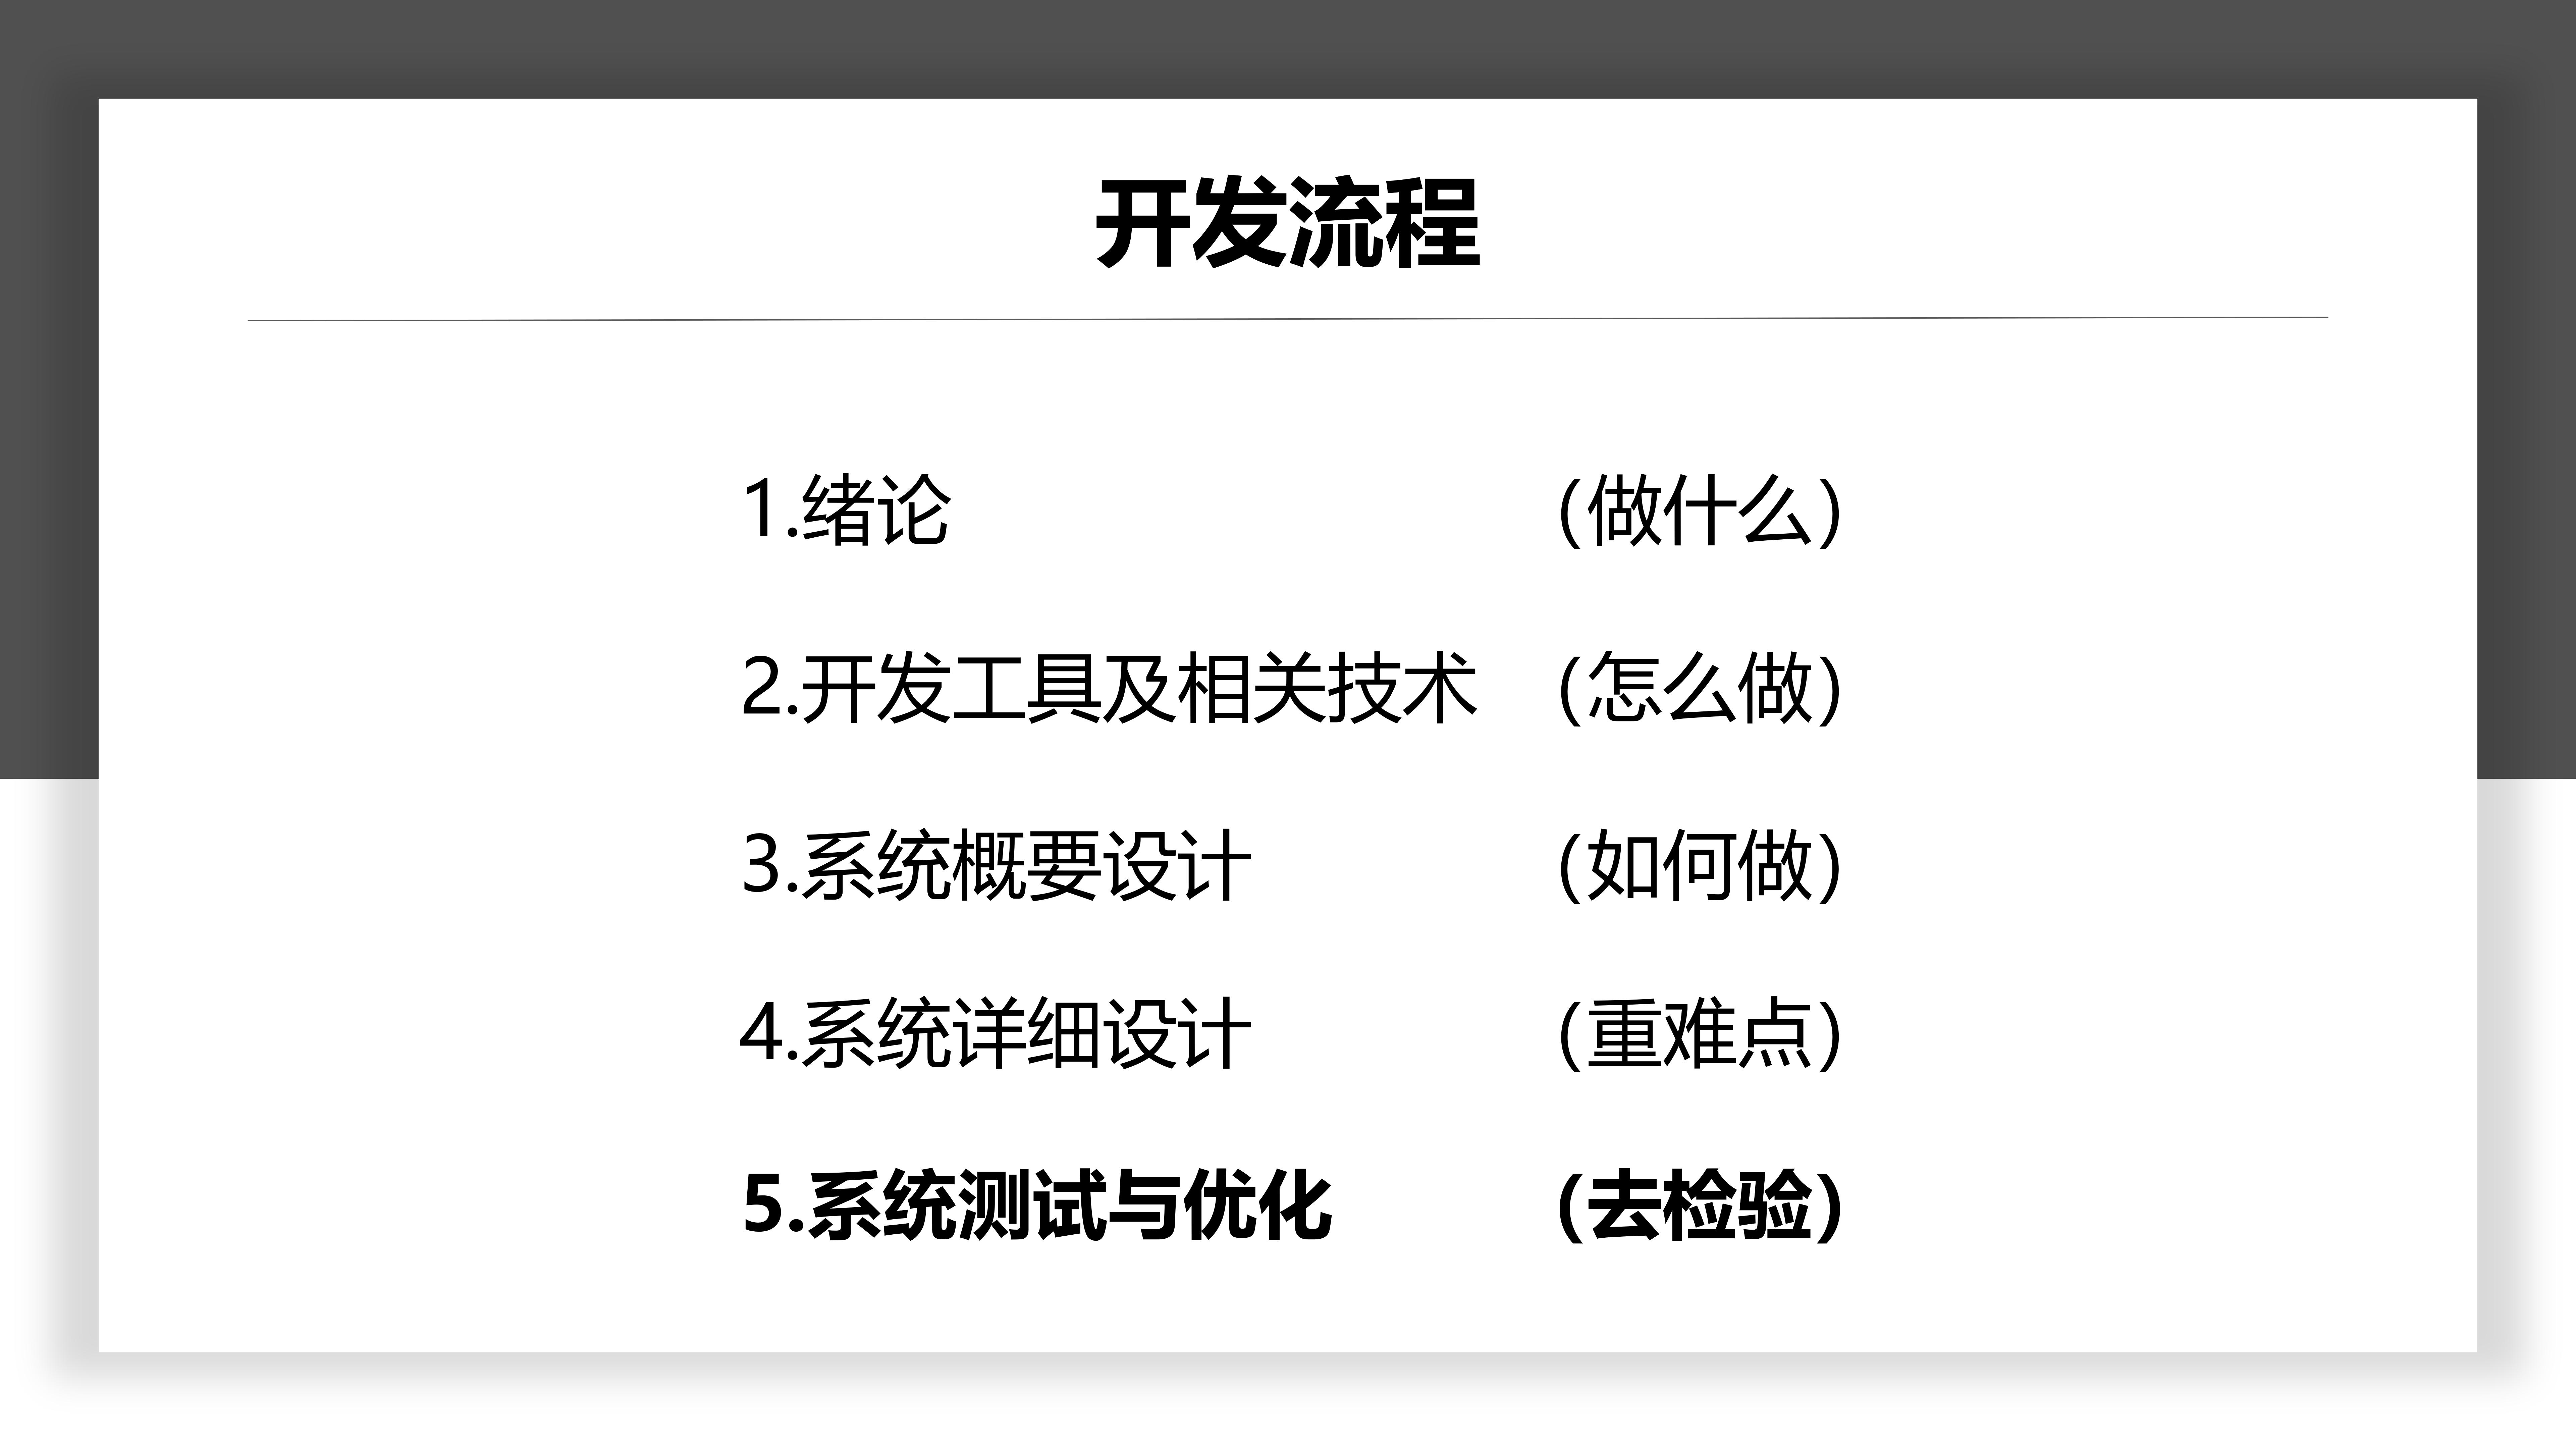 开发流程
1.绪论 （做什么）
2.开发工具及相关技术 （怎么做）
3.系统概要设计 （如何做）
4.系统详细设计 （重难点）
5.系统测试与优化 （去检验）